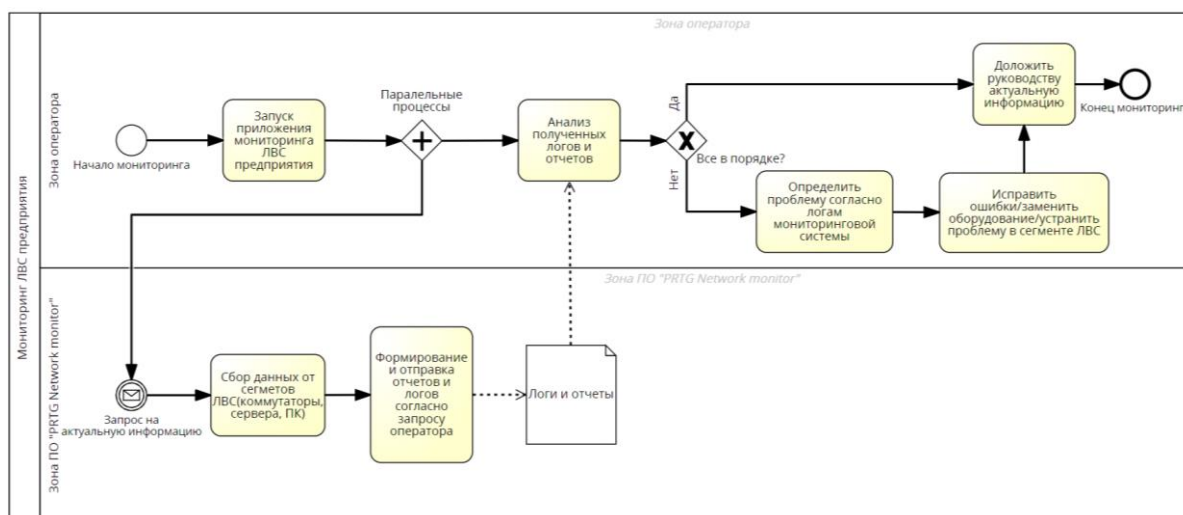 Зона оператора
Мониторинг ЛВС предприятия
Зона оператора
Начало мониторинга
Запуск
приложения
мониторинга
ЛВС
предприятия
Паралельные
процессы
Анализ
полученных
логов и
отчетов
Да
Нет
Все в порядке?
Доложить
руководству
актуальную
информацию
Конец мониторинг
Определить
проблему согласно
логам
мониторинговой
системы
Исправить
ошибки/заменить
оборудование/устранить
проблему в сегменте ЛВС
Зона ПО "PRTG Network monitor"
Зона ПО "PRTG Network monitor"
Запрос на
актуальную информацию
Сбор данных от
сегметов
ЛВС(коммутаторы,
сервера, ПК)
Формирование
и отправка
отчетов и
логов
согласно
запросу
оператора
Логи и отчеты